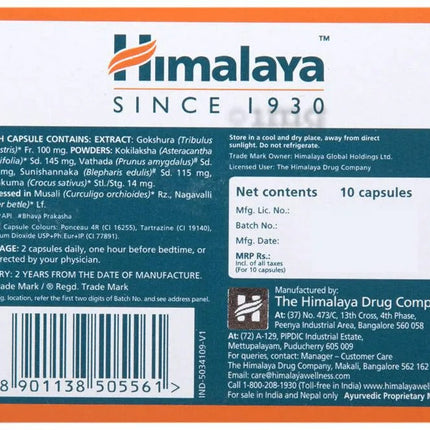 Himalaya™
SINCE 1930
H CAPSULE CONTAINS: EXTRACT: Gokshura (Tribulus
stris)# Fr. 100 mg. POWDERS: Kokilaksha (Asteracantha
ifolia)* Sd. 145 mg, Vathada (Prunus amygdalus)#
mg, Sunishannaka (Blepharis edulis)# Sd. 115 mg,
kuma (Crocus sativus)* Stl./Stg. 14 mg.
essed in Musali (Curculigo orchioides)* Rz., Nagavalli
er betle)* Lf.
API #Bhava Prakasha
Capsule Colours: Ponceau 4R (CI 16255), Tartrazine (CI 19140),
um Dioxide USP+Ph.Eur+IP (CI 77891).
AGE: 2 capsules daily, one hour before bedtime, or
rected by your physician.
RY: 2 YEARS FROM THE DATE OF MANUFACTURE.
Trade Mark / ® Regd. Trade Mark
g. location, refer the first two digits of Batch No. and see address panel.
8 901138 505561 >
IND-5034109-V1
Store in a cool and dry place, away from direct
sunlight. Do not refrigerate.
Trade Mark Owner: Himalaya Global Holdings Ltd.
Licensed User: The Himalaya Drug Company
Net contents 10 capsules
Mfg. Lic. No.:
Batch No.:
Mfg. Date:
MRP Rs:
Incl. of all taxes
(For 10 capsules)
Manufactured by:
The Himalaya Drug Comp
At: (37) No. 473/C, 13th Cross, 4th Phase,
Peenya Industrial Area, Bangalore 560 058
At: (72) A-129, PIPDIC Industrial Estate,
Mettupalayam, Puducherry 605 009
For queries, contact: Manager – Customer Care
The Himalaya Drug Company, Makali, Bangalore 562 162
Email: care@himalayawellness.com
Call 1-800-208-1930 (Toll-free in India) www.himalayawel
For sale in India and Nepal only Ayurvedic Proprietary M